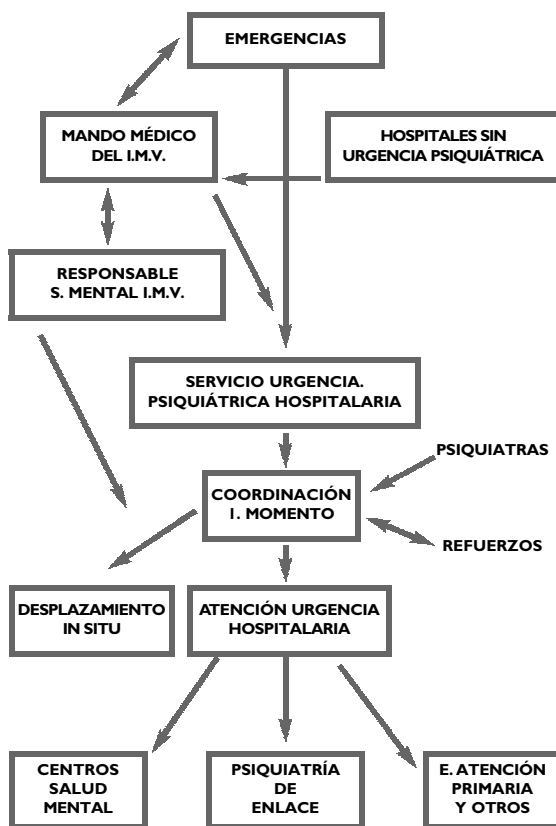 EMERGENCIAS
MANDO MÉDICO
DEL I.M.V.
HOSPITALES SIN
URGENCIA PSIQUIÁTRICA
RESPONSABLE
S. MENTAL I.M.V.
SERVICIO URGENCIA.
PSIQUIÁTRICA HOSPITALARIA
PSIQUIATRAS
COORDINACIÓN
1. MOMENTO
REFUERZOS
DESPLAZAMIENTO
IN SITU
ATENCIÓN URGENCIA
HOSPITALARIA
CENTROS
SALUD
MENTAL
PSIQUIATRÍA
DE
ENLACE
E. ATENCIÓN
PRIMARIA
Y OTROS